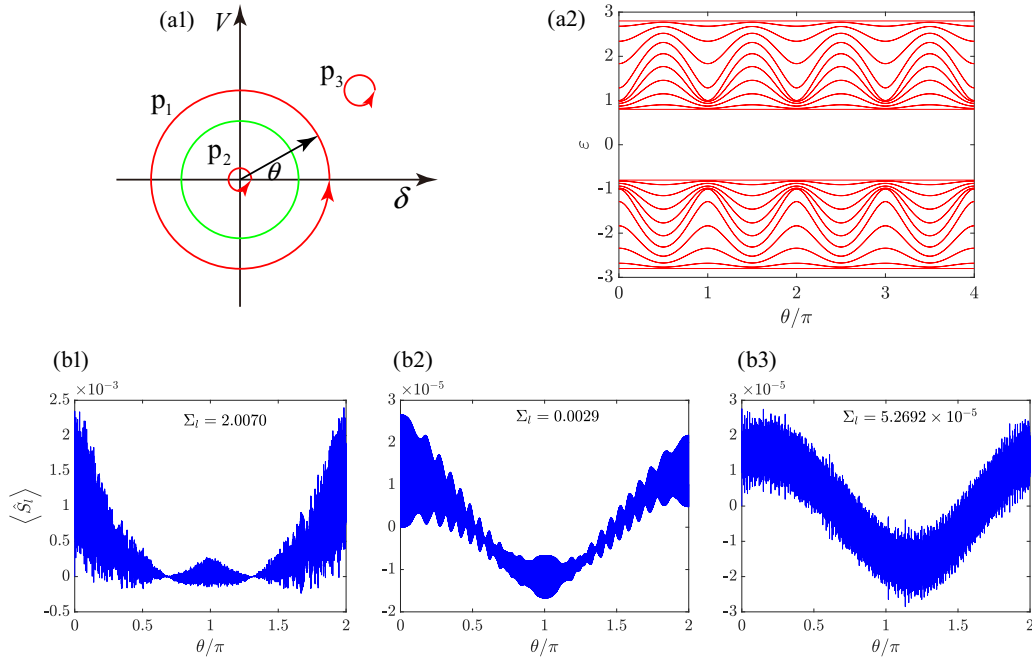 (a1)
V
p₁
p₂
p₃
θ
δ
(a2)
3
2
1
0
-1
-2
-3
ε
0 1 2 3 4
θ/π
(b1)
×10⁻³
2.5
2
1.5
1
0.5
0
-0.5
⟨Ŝ_l⟩
Σ_l = 2.0070
0 0.5 1 1.5 2
θ/π
(b2)
×10⁻⁵
3
2
1
0
-1
-2
Σ_l = 0.0029
0 0.5 1 1.5 2
θ/π
(b3)
×10⁻⁵
3
2
1
0
-1
-2
-3
Σ_l = 5.2692 × 10⁻⁵
0 0.5 1 1.5 2
θ/π